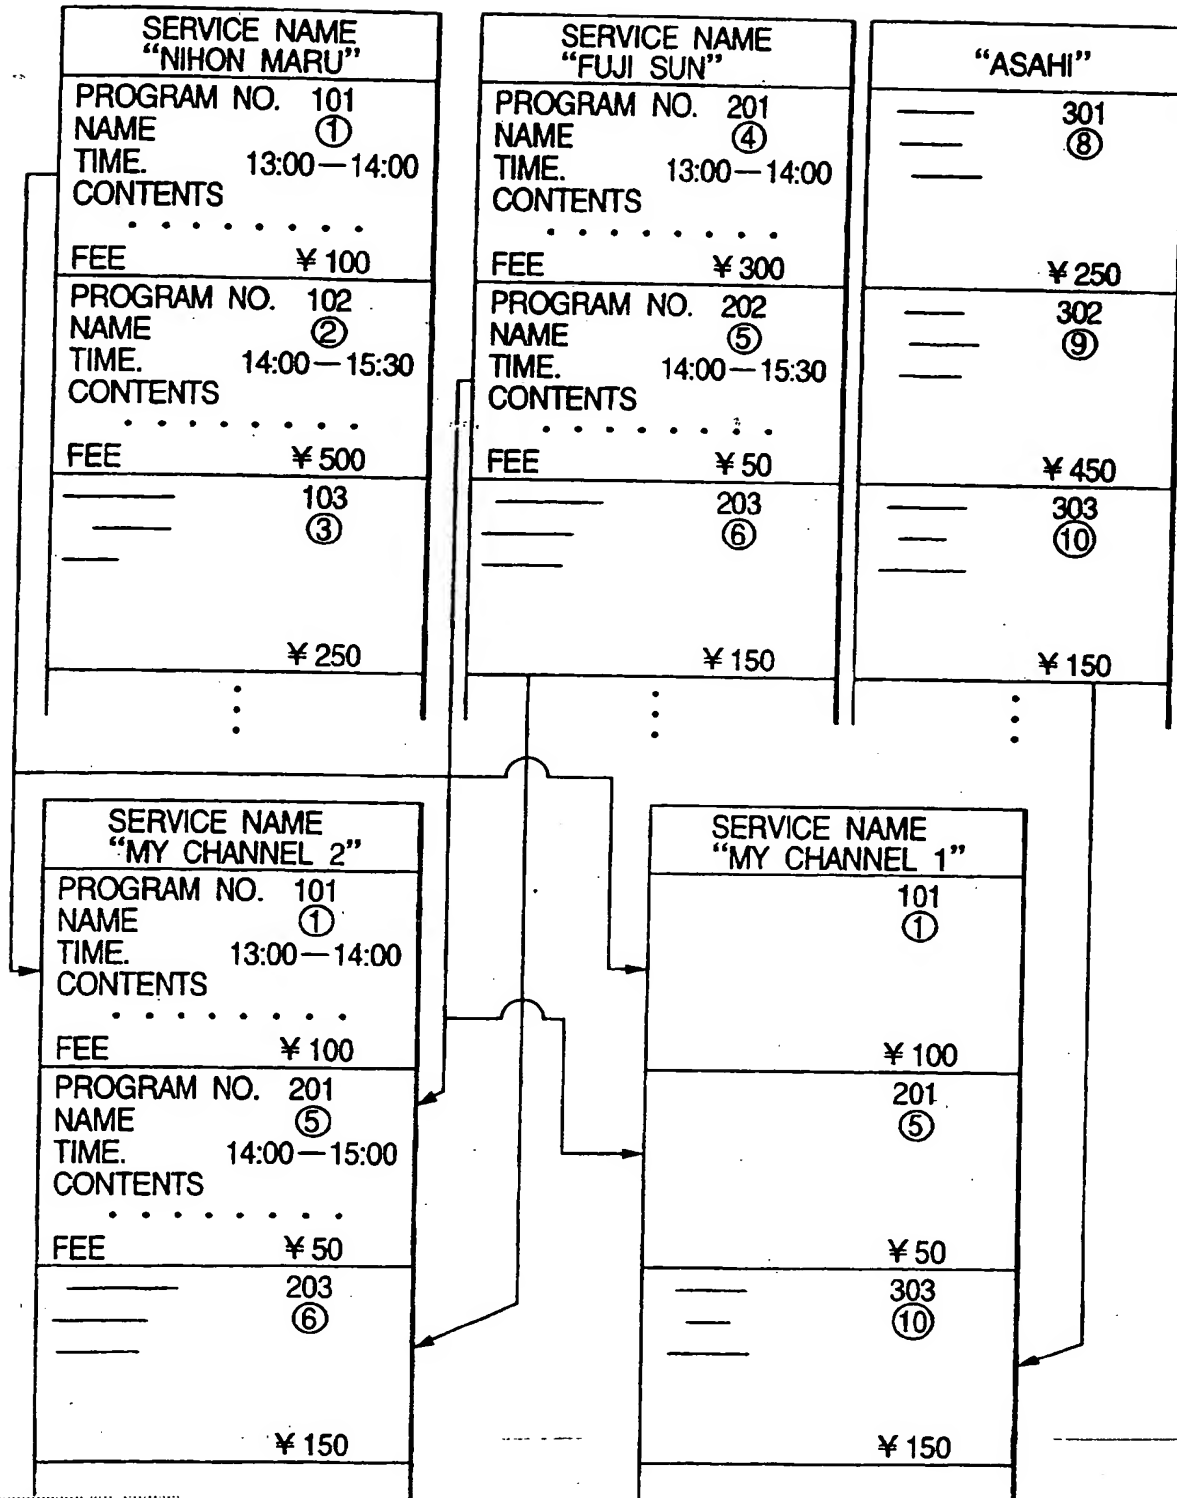 SERVICE NAME
“NIHON MARU”
PROGRAM NO. 101
NAME ①
TIME. 13:00—14:00
CONTENTS
FEE ¥100
PROGRAM NO. 102
NAME ②
TIME. 14:00—15:30
CONTENTS
FEE ¥500
103
③
¥250
SERVICE NAME
“FUJI SUN”
PROGRAM NO. 201
NAME ④
TIME. 13:00—14:00
CONTENTS
FEE ¥300
PROGRAM NO. 202
NAME ⑤
TIME. 14:00—15:30
CONTENTS
FEE ¥50
203
⑥
¥150
“ASAHI”
301
⑧
¥250
302
⑨
¥450
303
⑩
¥150
SERVICE NAME
“MY CHANNEL 2”
PROGRAM NO. 101
NAME ①
TIME. 13:00—14:00
CONTENTS
FEE ¥100
PROGRAM NO. 201
NAME ⑤
TIME. 14:00—15:00
CONTENTS
FEE ¥50
203
⑥
¥150
SERVICE NAME
“MY CHANNEL 1”
101
①
¥100
201
⑤
¥50
303
⑩
¥150